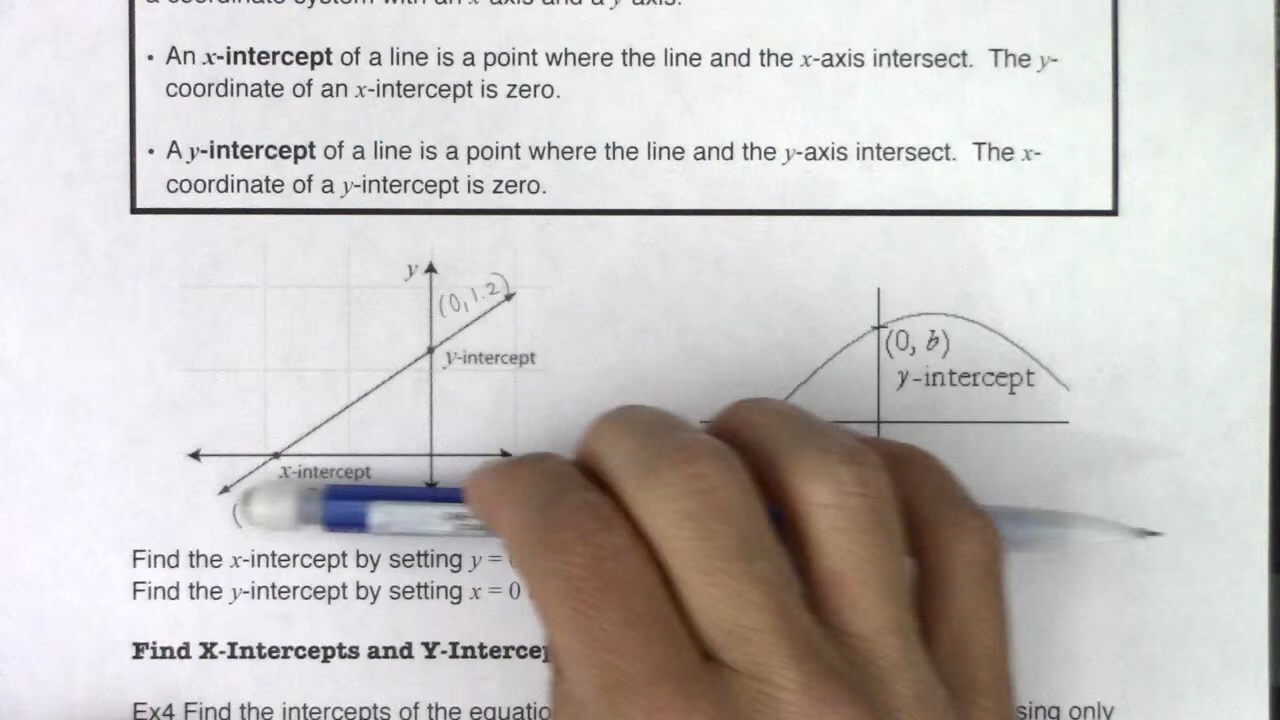 • An x-intercept of a line is a point where the line and the x-axis intersect. The y-
coordinate of an x-intercept is zero.
• A y-intercept of a line is a point where the line and the y-axis intersect. The x-
coordinate of a y-intercept is zero.
y
(0, 1.2)
y-intercept
x-intercept
(
(0, b)
y-intercept
Find the x-intercept by setting y =
Find the y-intercept by setting x = 0
Find X-Intercepts and Y-Interce
Ex4 Find the intercepts of the equatio sing only